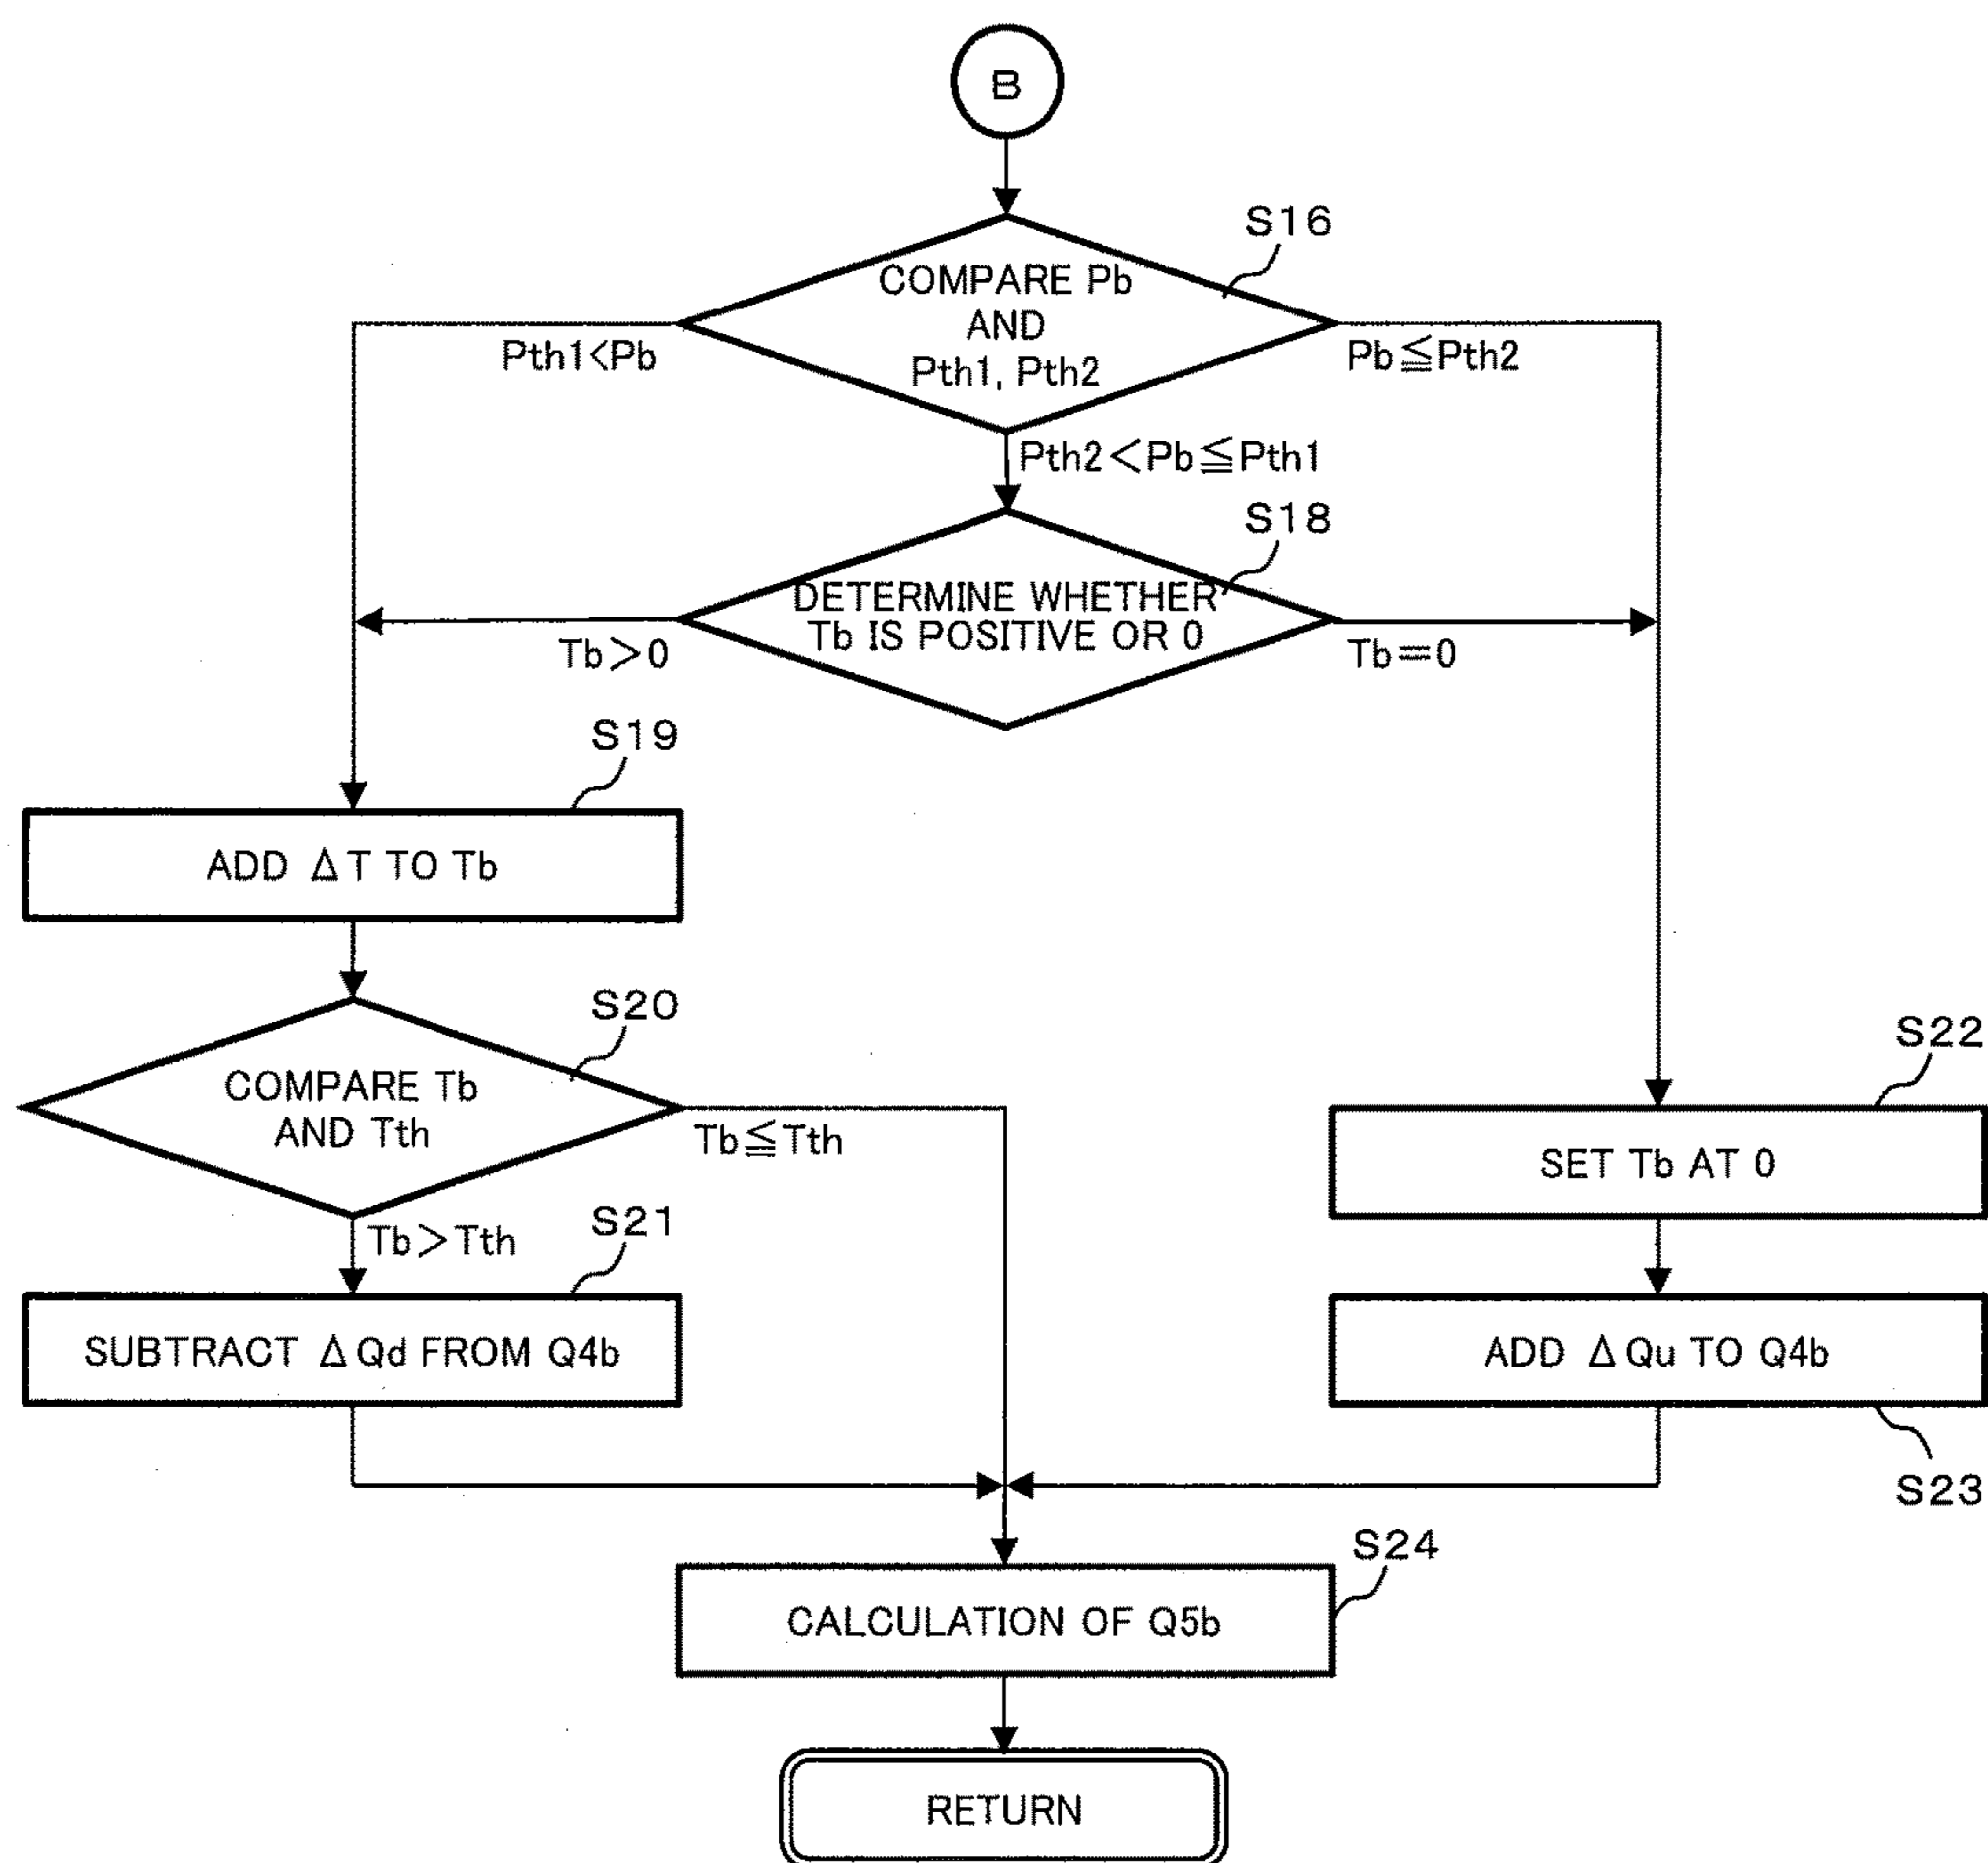 B
S16
COMPARE Pb
AND
Pth1, Pth2
Pth1<Pb
Pb≦Pth2
Pth2<Pb≦Pth1
S18
DETERMINE WHETHER
Tb IS POSITIVE OR 0
Tb>0
Tb=0
S19
ADD ΔT TO Tb
S20
COMPARE Tb
AND Tth
Tb≦Tth
Tb>Tth
S22
SET Tb AT 0
S21
SUBTRACT ΔQd FROM Q4b
ADD ΔQu TO Q4b
S23
S24
CALCULATION OF Q5b
RETURN